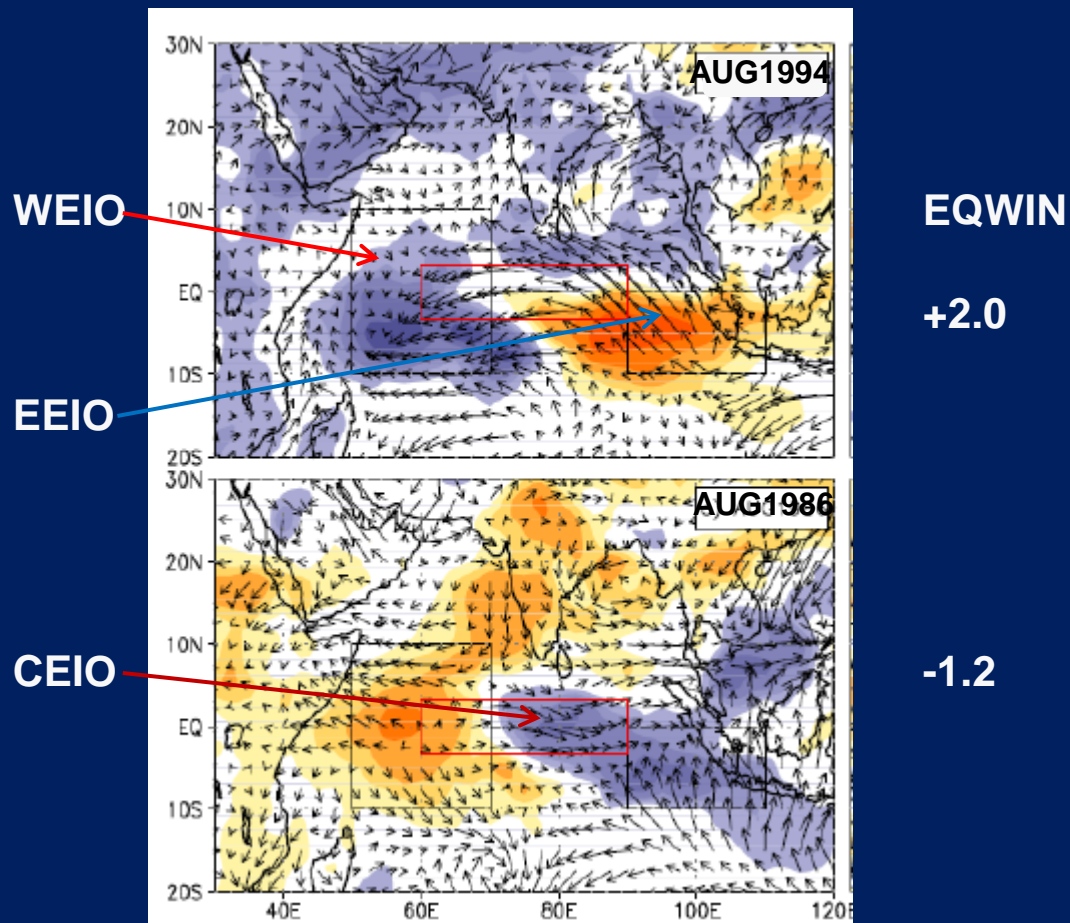 30N
AUG1994
20N
WEIO
10N
EQWIN
EQ
+2.0
10S
EEIO
20S
30N
AUG1986
20N
10N
CEIO
-1.2
EQ
10S
20S
40E
60E
80E
100E
120E